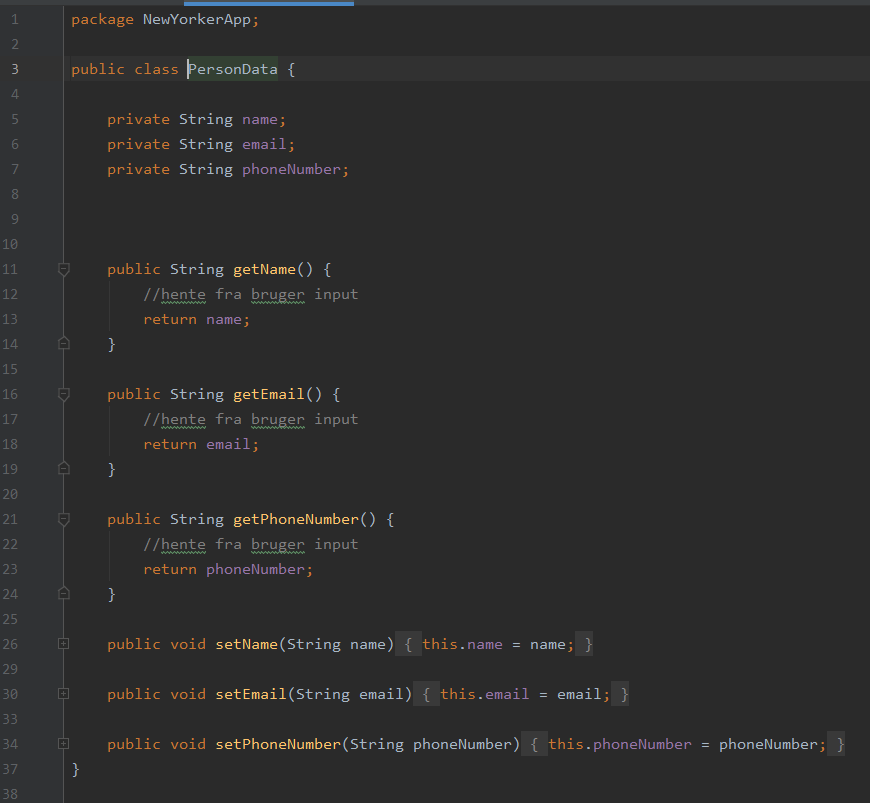 1 package NewYorkerApp;
2
3 public class PersonData {
4
5     private String name;
6     private String email;
7     private String phoneNumber;
8
9
10
11     public String getName() {
12         //hente fra bruger input
13         return name;
14     }
15
16     public String getEmail() {
17         //hente fra bruger input
18         return email;
19     }
20
21     public String getPhoneNumber() {
22         //hente fra bruger input
23         return phoneNumber;
24     }
25
26     public void setName(String name) { this.name = name; }
29
30     public void setEmail(String email) { this.email = email; }
33
34     public void setPhoneNumber(String phoneNumber) { this.phoneNumber = phoneNumber; }
37 }
38